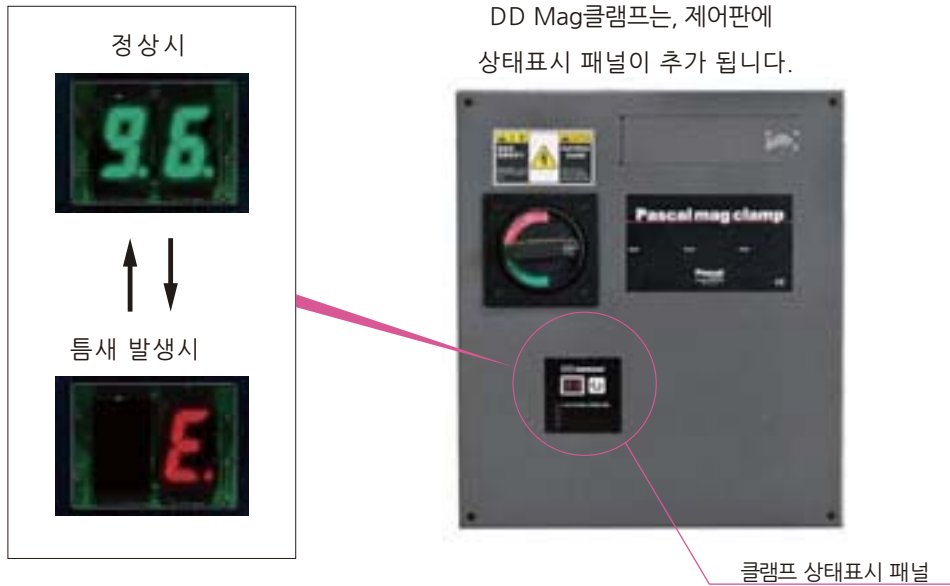 정상시
9.6.
틈새 발생시
E.
DD Mag클램프는, 제어판에
상태표시 패널이 추가 됩니다.
Pascal mag clamp
Pascal
클램프 상태표시 패널